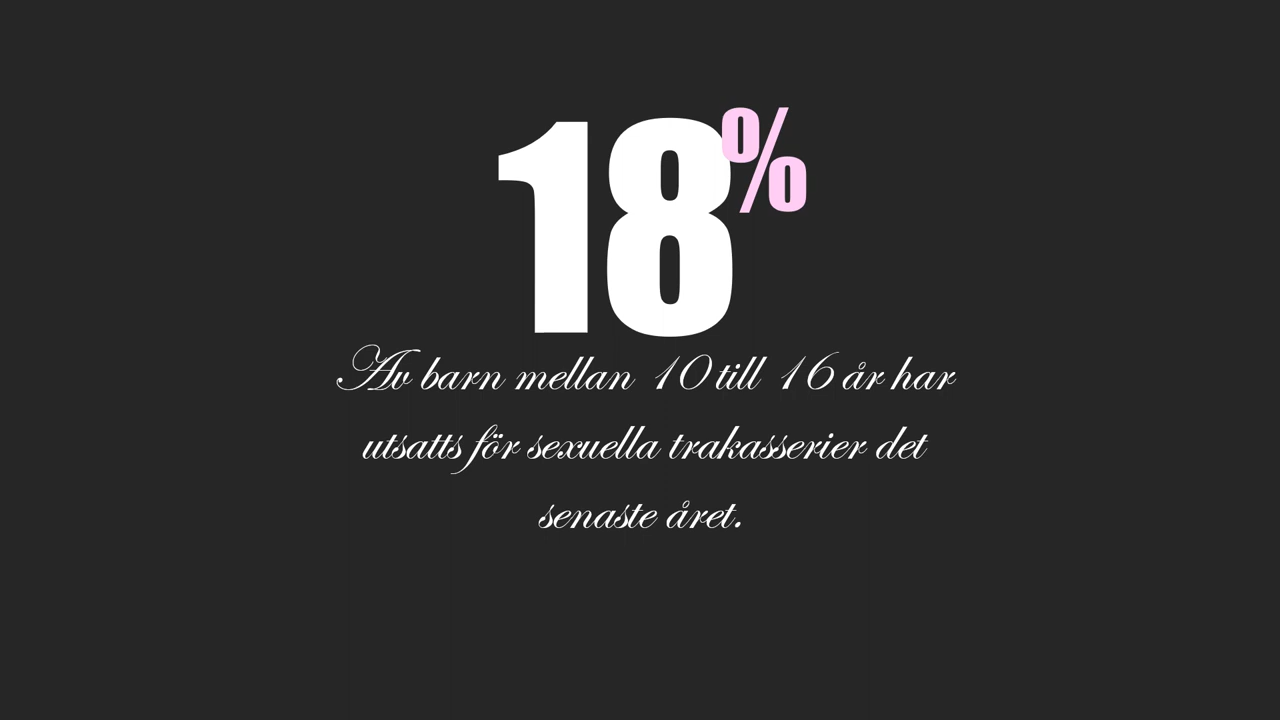 18%
Av barn mellan 10 till 16 år har
utsatts för sexuella trakasserier det
senaste året.